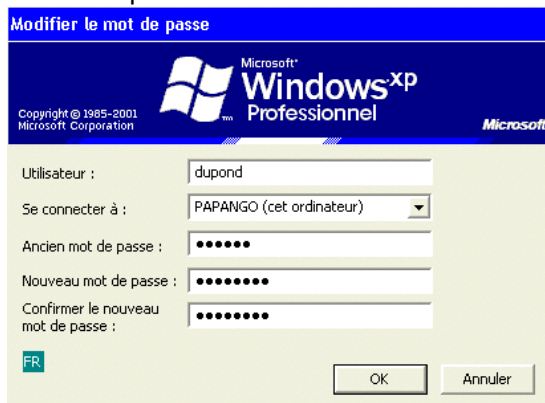 Modifier le mot de passe
Microsoft®
Windows xp
Professionnel
Copyright © 1985-2001
Microsoft Corporation
Microsoft
Utilisateur :
dupond
Se connecter à :
PAPANGO (cet ordinateur)
Ancien mot de passe :
••••••
Nouveau mot de passe :
••••••••
Confirmer le nouveau
mot de passe :
••••••••
FR
OK
Annuler